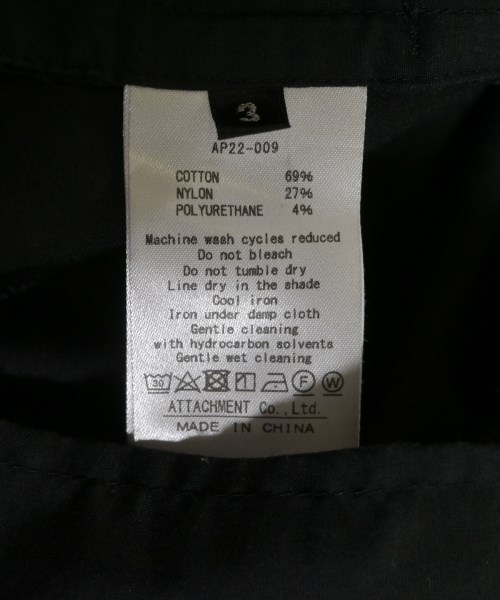 3
AP22-009
COTTON 69%
NYLON 27%
POLYURETHANE 4%
Machine wash cycles reduced
Do not bleach
Do not tumble dry
Line dry in the shade
Cool iron
Iron under damp cloth
Gentle cleaning
with hydrocarbon solvents
Gentle wet cleaning
30 F W
ATTACHMENT Co.,Ltd.
MADE IN CHINA